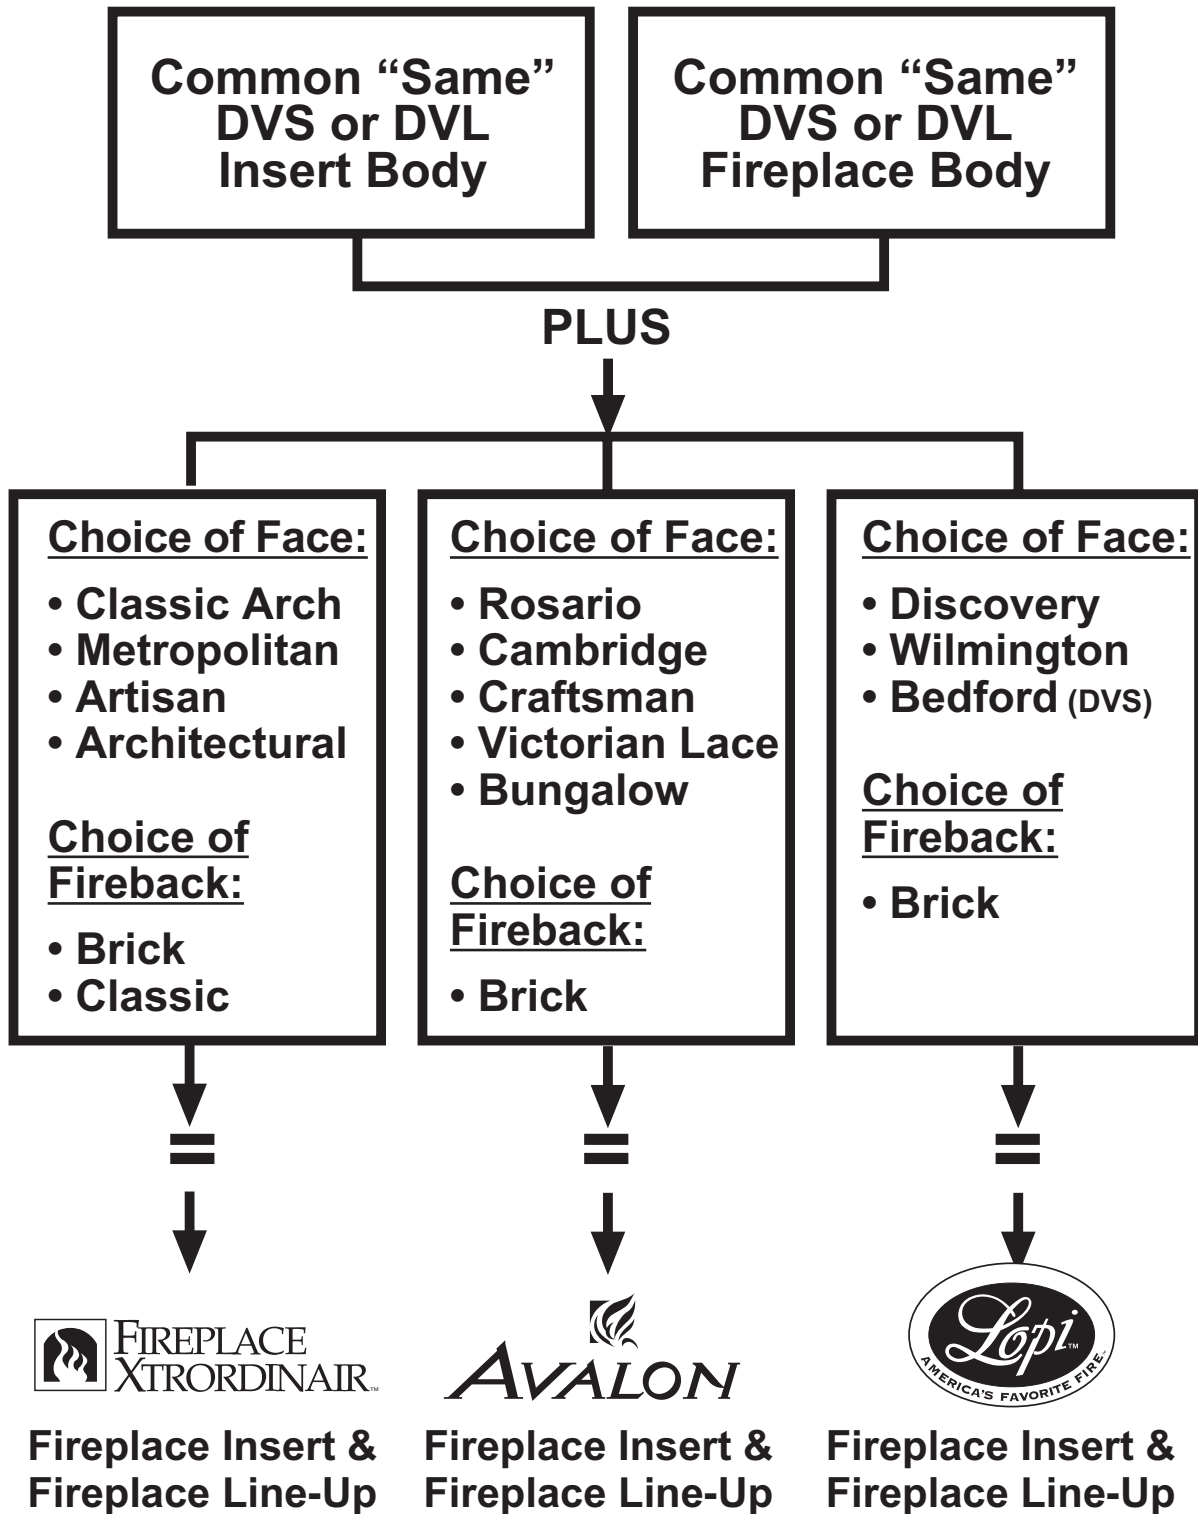 Common “Same”
DVS or DVL
Insert Body
Common “Same”
DVS or DVL
Fireplace Body
PLUS
Choice of Face:
• Classic Arch
• Metropolitan
• Artisan
• Architectural
Choice of
Fireback:
• Brick
• Classic
Choice of Face:
• Rosario
• Cambridge
• Craftsman
• Victorian Lace
• Bungalow
Choice of
Fireback:
• Brick
Choice of Face:
• Discovery
• Wilmington
• Bedford (DVS)
Choice of
Fireback:
• Brick
=
=
=
FIREPLACE
XTRORDINAIR™
AVALON
Lopi™
AMERICA'S FAVORITE FIRE™
Fireplace Insert &
Fireplace Line-Up
Fireplace Insert &
Fireplace Line-Up
Fireplace Insert &
Fireplace Line-Up